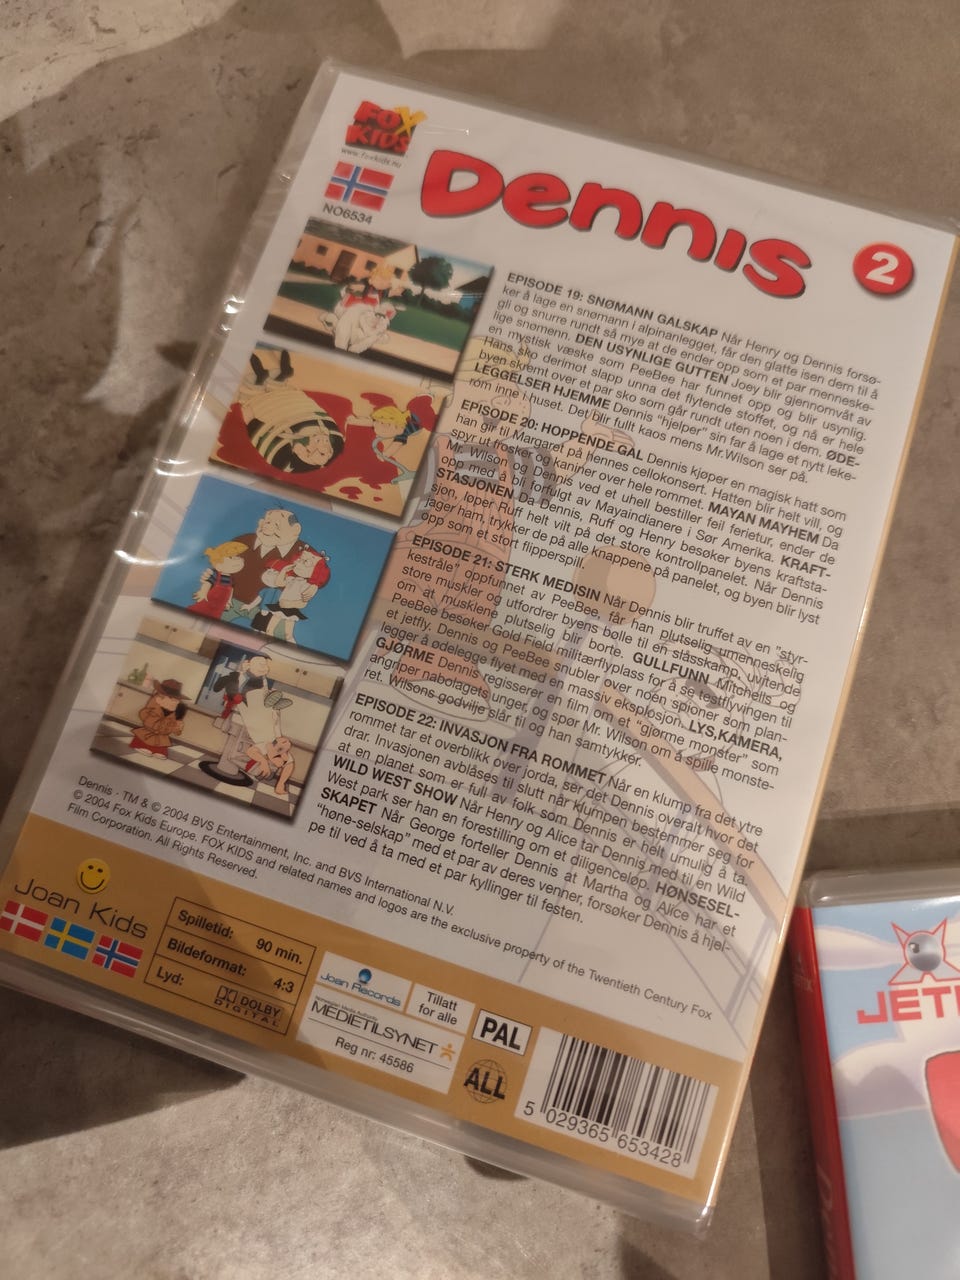 FOX
KIDS
www.foxkids.nu
NO6534
Dennis
2
EPISODE 19: SNØMANN GALSKAP Når Henry og Dennis forsø-
ker å lage en snømann i alpinanlegget, får den glatte isen dem til å
gli og snurre rundt så mye at de ender opp som et par menneske-
lige snømenn. DEN USYNLIGE GUTTEN Joey blir gjennomvåt av
en mystisk væske som PeeBee har funnet opp og blir usynlig.
Hans sko derimot slapp unna det flytende stoffet, og nå er hele
byen skremt over et par sko som går rundt uten noen i dem. ØDE-
LEGGELSER HJEMME Dennis "hjelper" sin far å lage et nytt leke-
rom inne i huset. Det blir fullt kaos mens Mr.Wilson ser på.
EPISODE 20: HOPPENDE GAL Dennis kjøper en magisk hatt som
han gir til Margaret på hennes cellokonsert. Hatten blir helt vill, og
spyr ut frosker og kaniner over hele rommet. MAYAN MAYHEM Da
Mr. Wilson og Dennis ved et uhell bestiller feil ferietur, ender de
opp med å bli forfulgt av Mayaindianere i Sør Amerika. KRAFT-
STASJONEN Da Dennis, Ruff og Henry besøker byens kraftsta-
sjon, løper Ruff helt vilt på det store kontrollpanelet. Når Dennis
jager ham, trykker de på alle knappene på panelet, og byen blir lyst
opp som et stort flipperspill.
EPISODE 21: STERK MEDISIN Når Dennis blir truffet av en "styr-
kestråle" oppfunnet av PeeBee, får han plutselig umenneskelig
store muskler og utfordrer byens bølle til en slåsskamp, uvitende
om at musklene plutselig blir borte. GULLFUNN Mitchells og
PeeBee besøker Gold Field militærflyplass for å se testflyvingen til
et jetfly. Dennis og PeeBee snubler over noen spioner som plan-
legger å ødelegge flyet med en massiv eksplosjon. LYS,KAMERA,
GJØRME Dennis regisserer en film om et "gjørme monster" som
angriper nabolagets unger, og spør Mr. Wilson om å spille monste-
ret. Wilsons godvilje slår til og han samtykker.
EPISODE 22: INVASJON FRA ROMMET Når en klump fra det ytre
rommet tar et overblikk over jorda, ser det Dennis overalt hvor det
drar. Invasjonen avblåses til slutt når klumpen bestemmer seg for
at en planet som er full av folk som Dennis er helt umulig å ta.
WILD WEST SHOW Når Henry og Alice tar Dennis med til en Wild
West park ser han en forestilling om et diligenceløp. HØNSESEL-
SKAPET Når George forteller Dennis at Martha og Alice har et
"høne-selskap" med et par av deres venner, forsøker Dennis å hjel-
pe til ved å ta med et par kyllinger til festen.
Dennis · TM & © 2004 BVS Entertainment, Inc. and BVS International N.V.
© 2004 Fox Kids Europe. FOX KIDS and related names and logos are the exclusive property of the Twentieth Century Fox
Film Corporation. All Rights Reserved.
Joan Kids
Spilletid: 90 min.
Bildeformat: 4:3
Lyd: DOLBY
DIGITAL
Joan Records
Tillatt
for alle
Norwegian Media Authority
MEDIETILSYNET
Reg nr: 45586
PAL
ALL
5 029365 653428
JETI